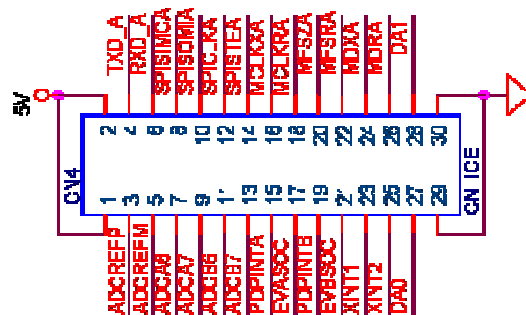 5V
TXD_A
RXD_A
SPISIMCA
SPISOMIA
SPICLKA
SPISTEA
MCLKXA
MCLKRA
MFSXA
MFSRA
MDXA
MDRA
DA1
CN4
2 4 6 8 10 12 14 16 18 20 22 24 26 28 30
1 3 5 7 9 11 13 15 17 19 21 23 25 27 29
CN ICE
ADCREFP
ADCREFM
ADCA6
ADCA7
ADCB6
ADCB7
PDPINTA
EVASOC
PDPINTB
EVBSOC
XINT1
XINT2
DA0